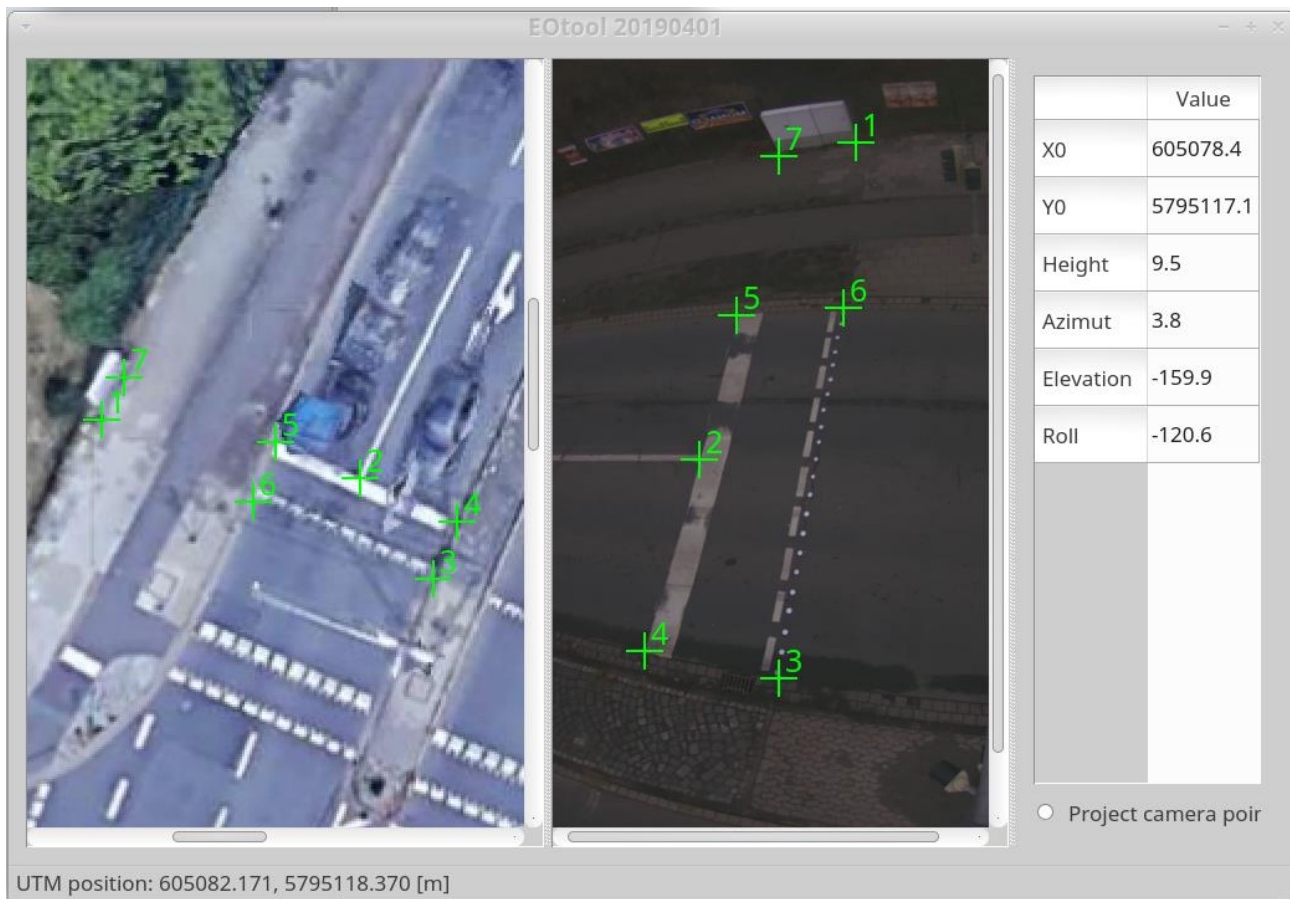 EOtool 20190401
7
1
5
2
6
4
3
7
1
5
6
2
4
3
Value
X0 605078.4
Y0 5795117.1
Height 9.5
Azimut 3.8
Elevation -159.9
Roll -120.6
Project camera poir
UTM position: 605082.171, 5795118.370 [m]